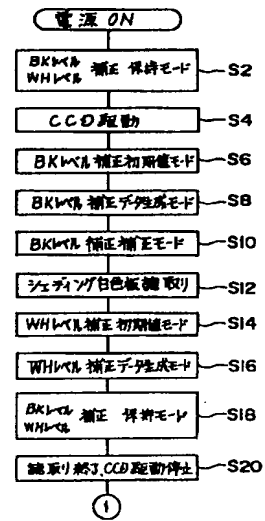 電源ON
BKレベル
WHレベル 補正 保持モード
S2
CCD駆動
S4
BKレベル補正初期値モード
S6
BKレベル補正データ生成モード
S8
BKレベル補正補正モード
S10
シェディング白色板読取り
S12
WHレベル補正初期値モード
S14
WHレベル補正データ生成モード
S16
BKレベル
WHレベル 補正 保持モード
S18
読取り終了,CCD駆動停止
S20
1